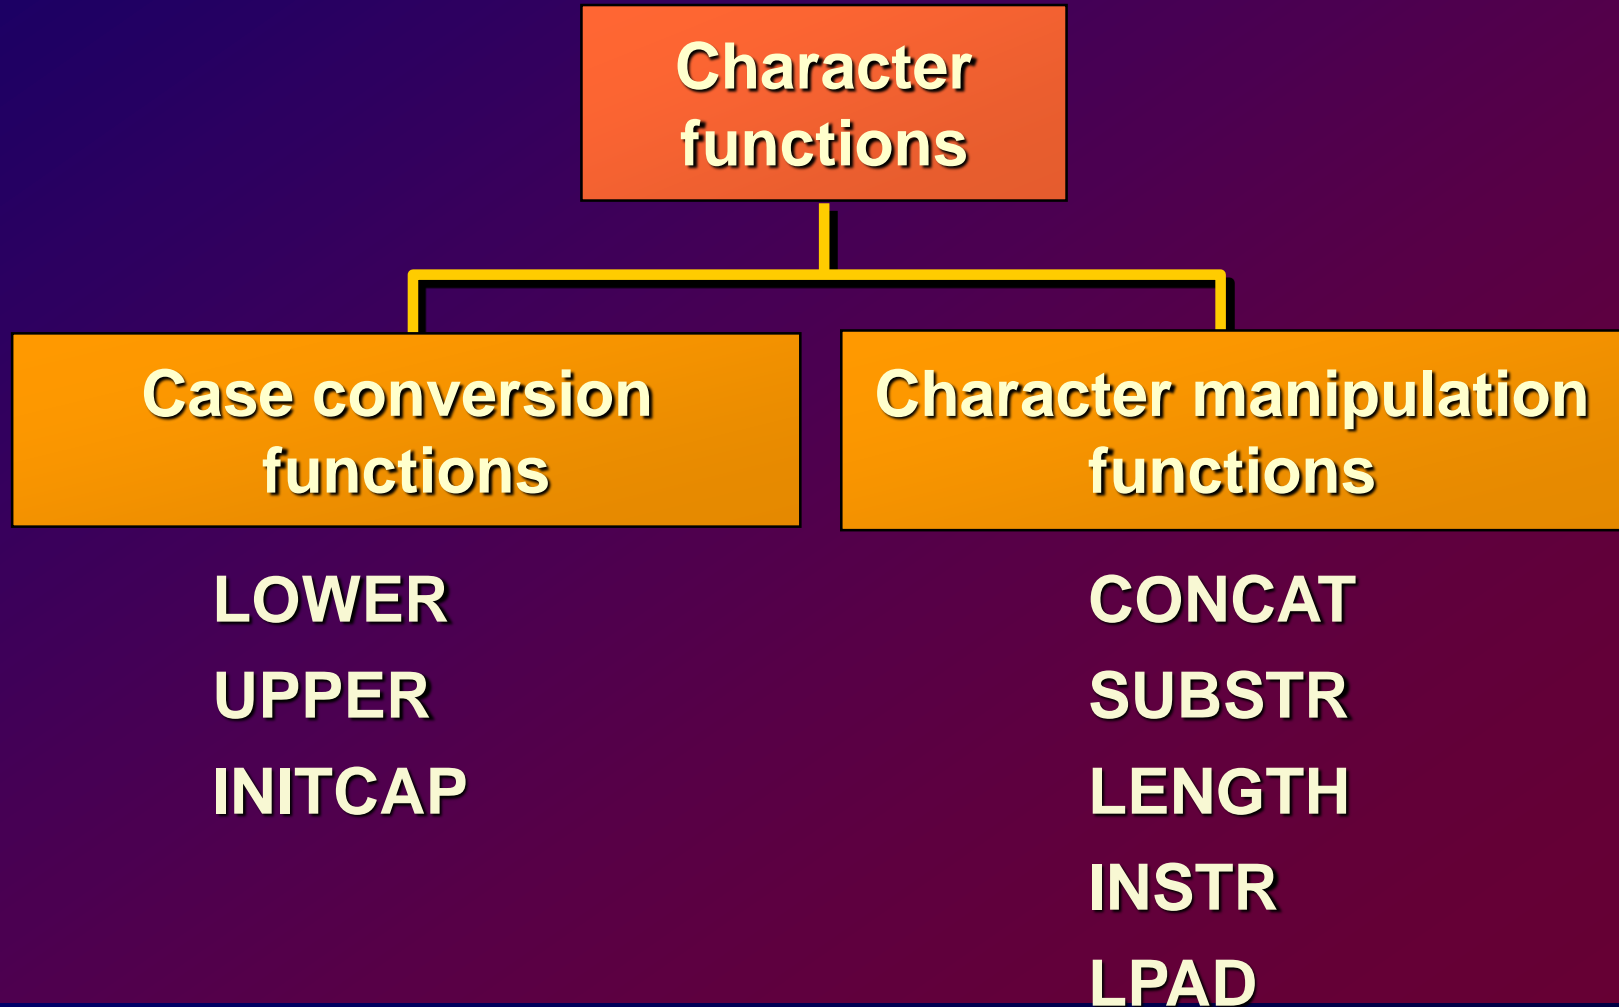 Character
functions
Case conversion
functions
Character manipulation
functions
LOWER
UPPER
INITCAP
CONCAT
SUBSTR
LENGTH
INSTR
LPAD